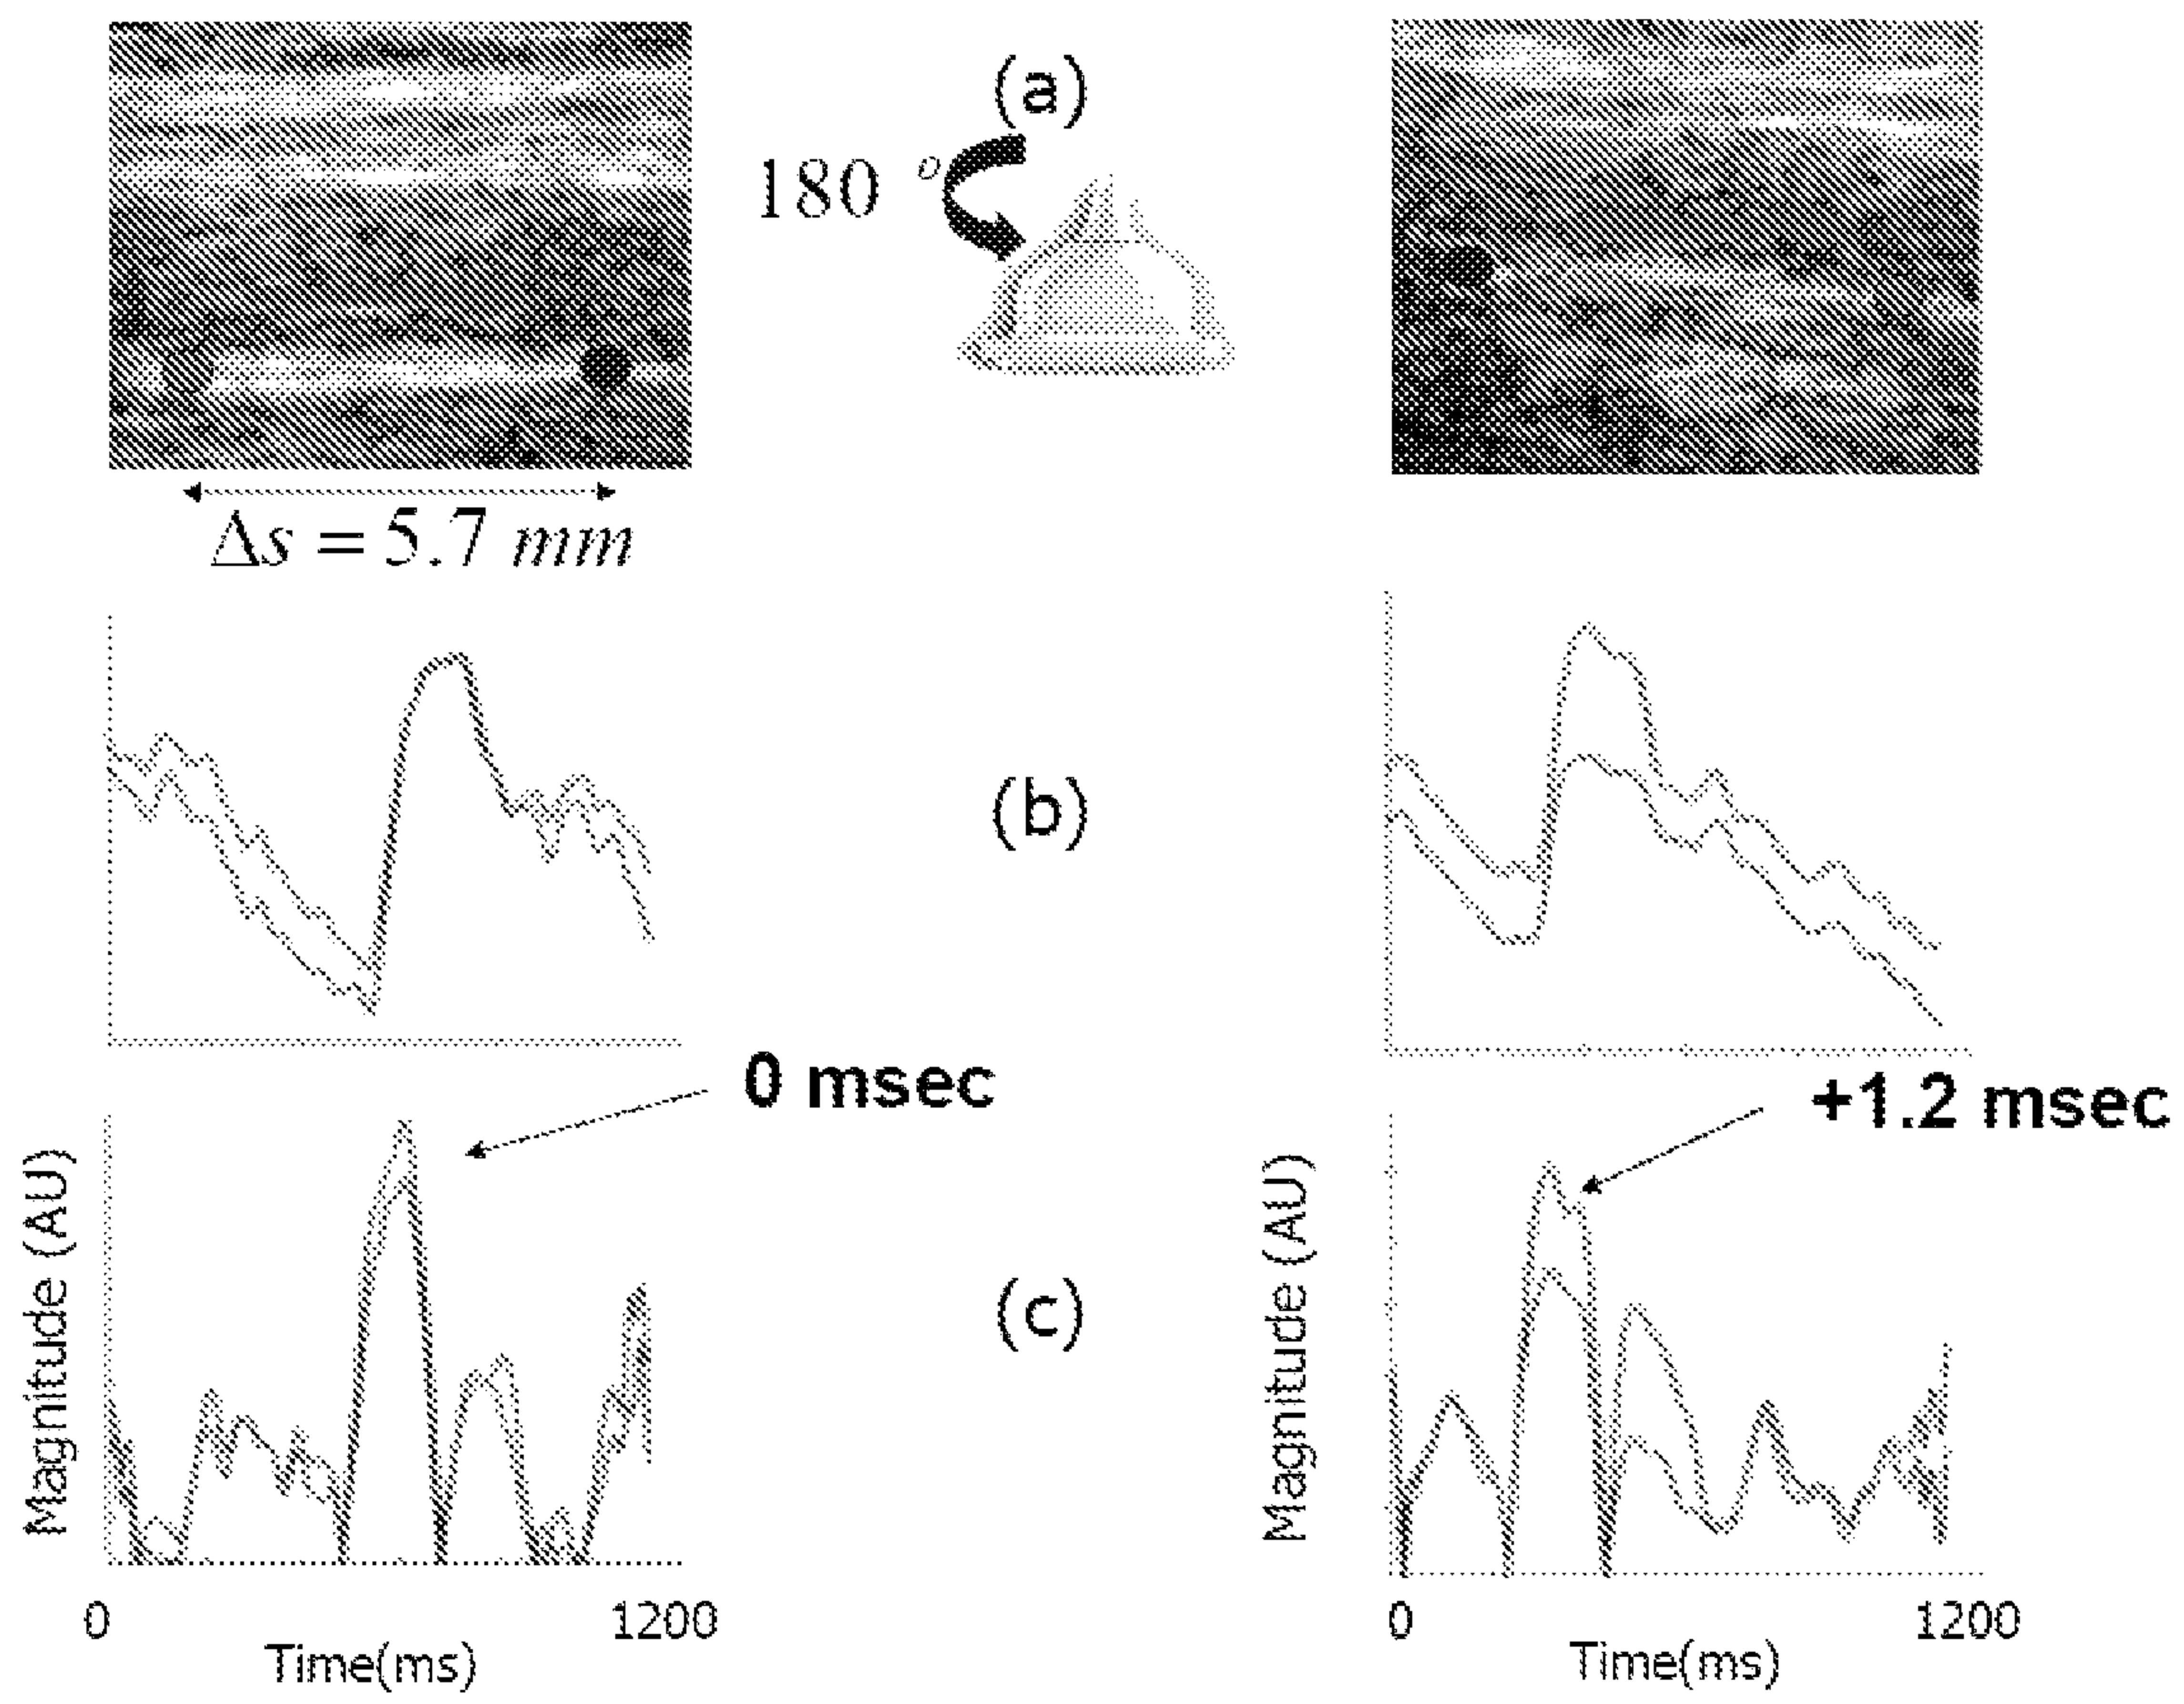 (a)
180 °
Δs = 5.7 mm
(b)
0 msec
+1.2 msec
Magnitude (AU)
Magnitude (AU)
(c)
0
1200
0
1200
Time(ms)
Time(ms)